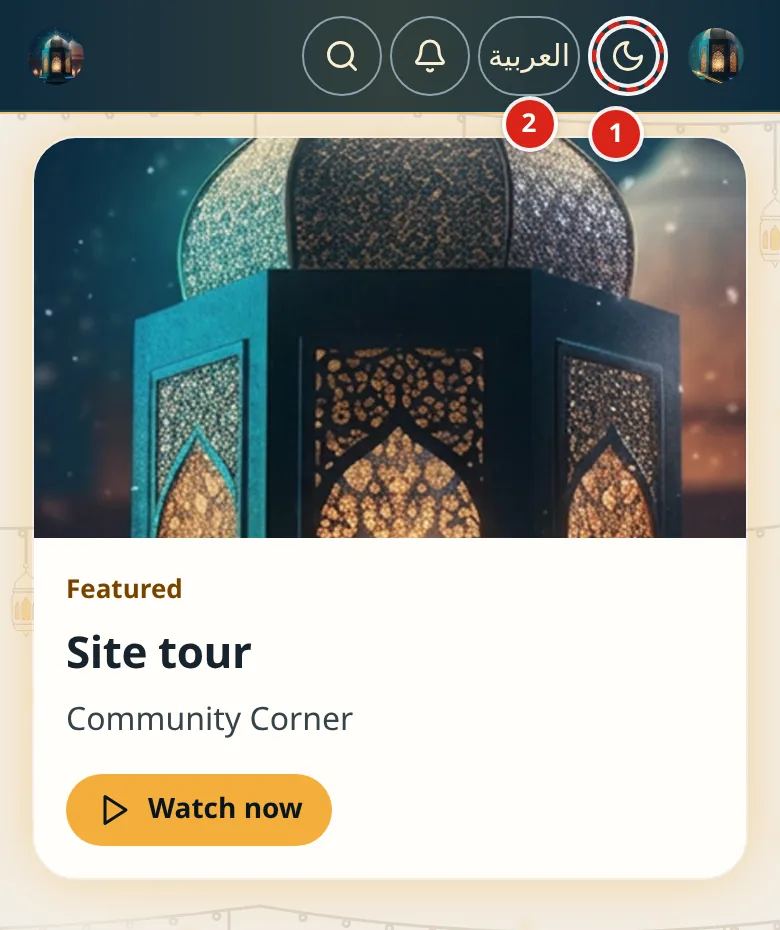 العربية
2
1
Featured
Site tour
Community Corner
Watch now